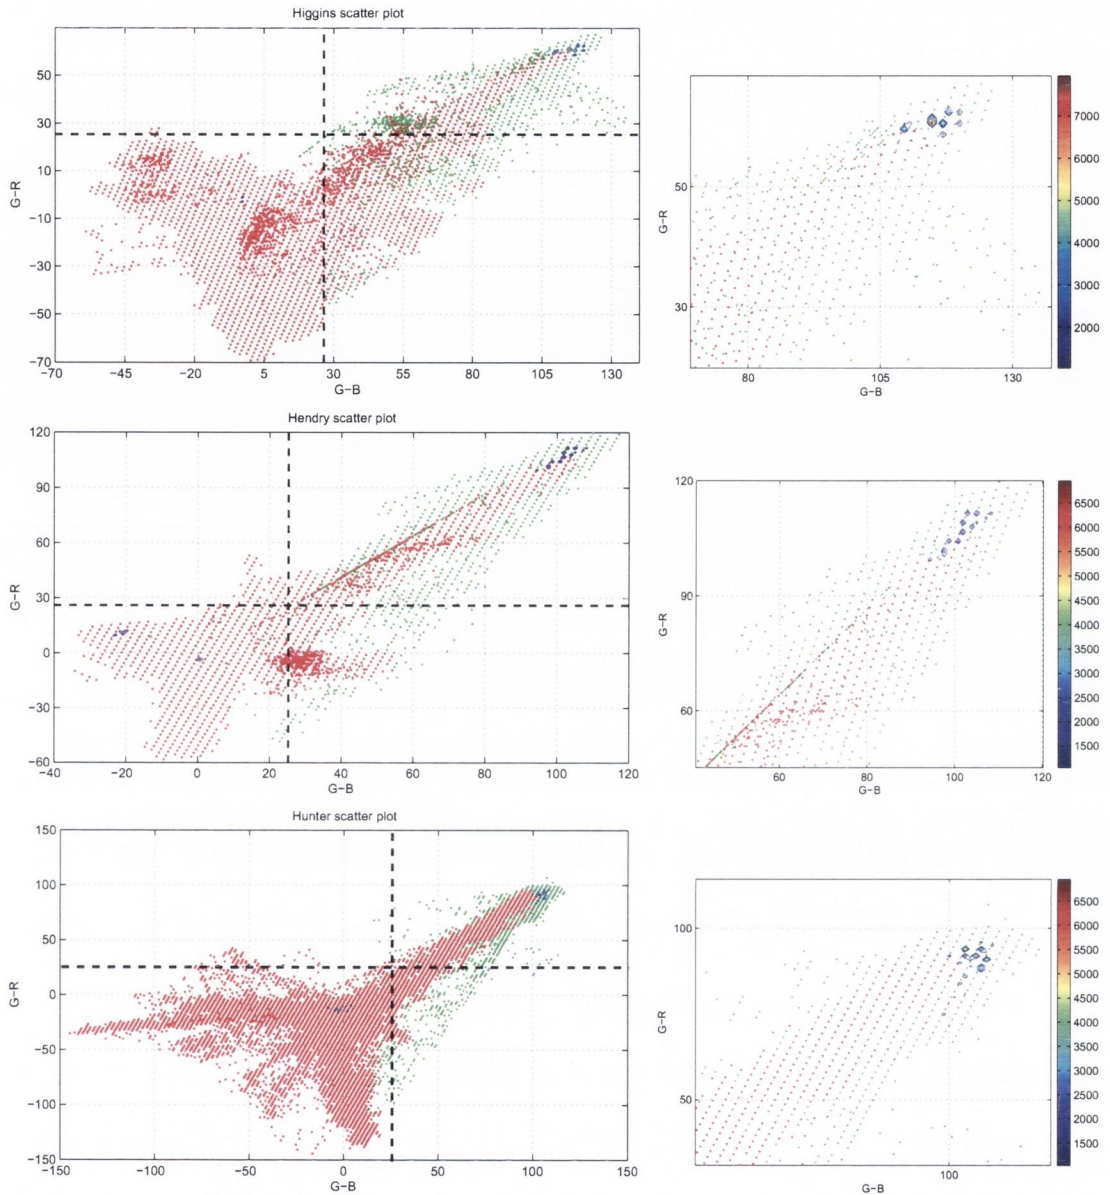 Higgins scatter plot
50
30
10
−10
−30
−50
−70
G−R
−70 −45 −20 5 30 55 80 105 130
G−B
50
30
G−R
80 105 130
G−B
7000
6000
5000
4000
3000
2000
Hendry scatter plot
120
90
60
30
0
−30
−60
G−R
−40 −20 0 20 40 60 80 100 120
G−B
120
90
60
G−R
60 80 100 120
G−B
6500
6000
5500
5000
4500
4000
3500
3000
2500
2000
1500
Hunter scatter plot
150
100
50
0
−50
−100
−150
G−R
−150 −100 −50 0 50 100 150
G−B
100
50
G−R
100
G−B
6500
6000
5500
5000
4500
4000
3500
3000
2500
2000
1500